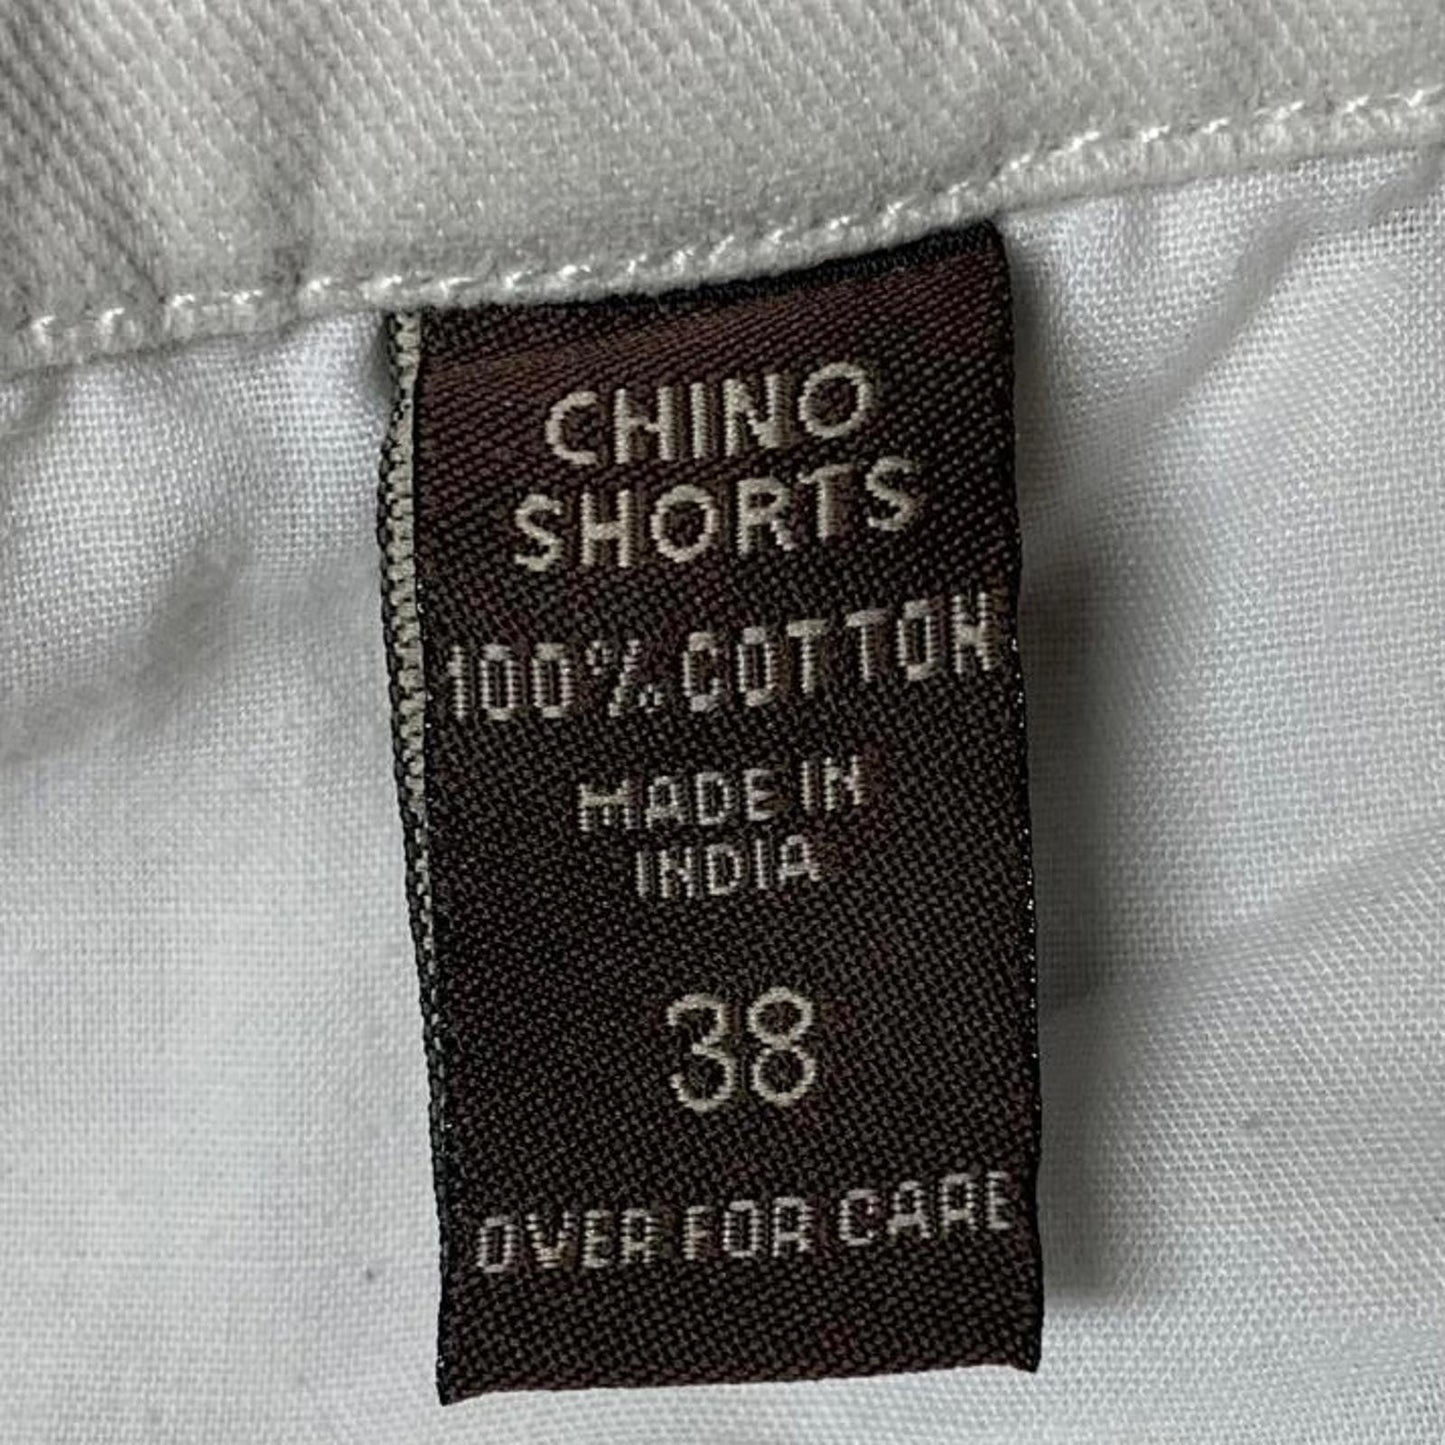 CHINO
SHORTS
100% COTTON
MADE IN
INDIA
38
OVER FOR CARE